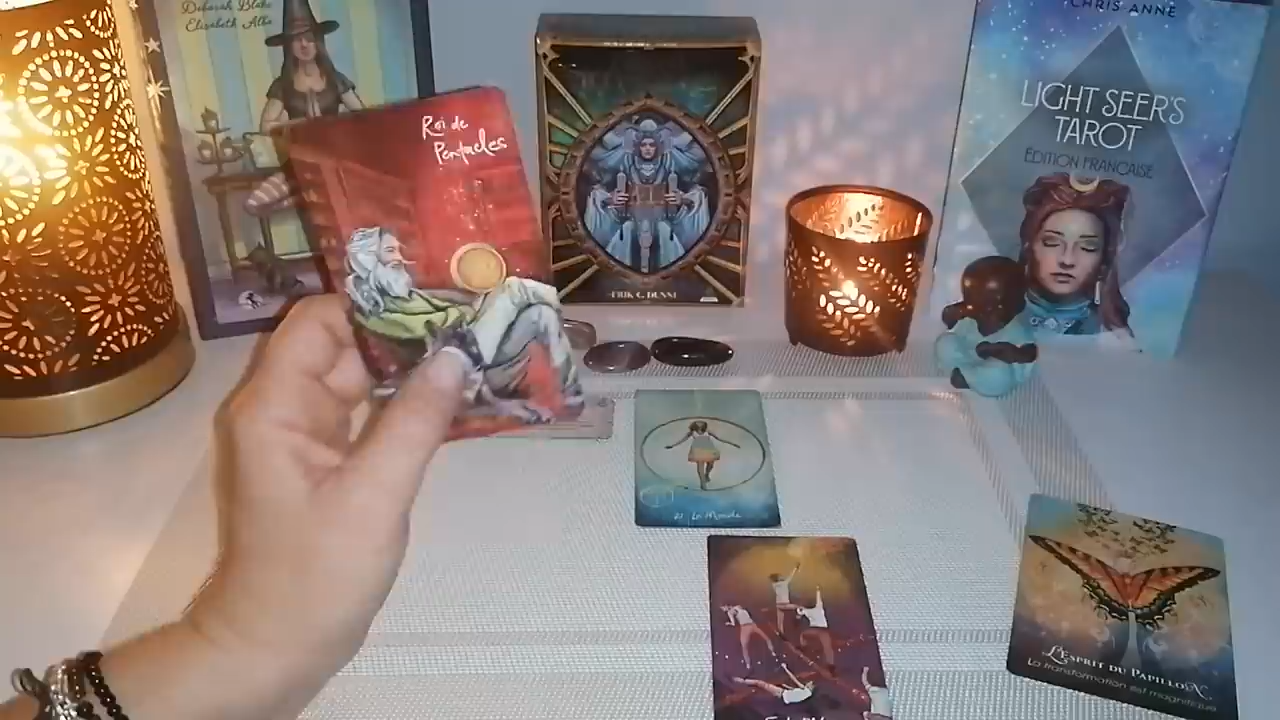 Deborah Blake
Elisabeth Alba
Roi de
Pentacles
ERIK C. DUNNE
CHRIS ANNE
LIGHT SEER'S
TAROT
ÉDITION FRANÇAISE
21. Le Monde
L'ESPRIT DU PAPILLON
La transformation est magnifique